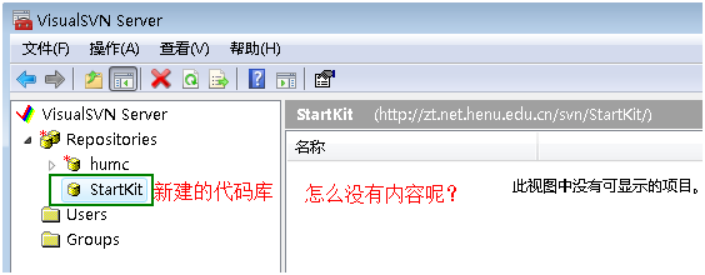 VisualSVN Server
文件(F) 操作(A) 查看(V) 帮助(H)
VisualSVN Server
Repositories
humc
StartKit
新建的代码库
Users
Groups
StartKit (http://zt.net.henu.edu.cn/svn/StartKit/)
名称
怎么没有内容呢?
此视图中没有可显示的项目。